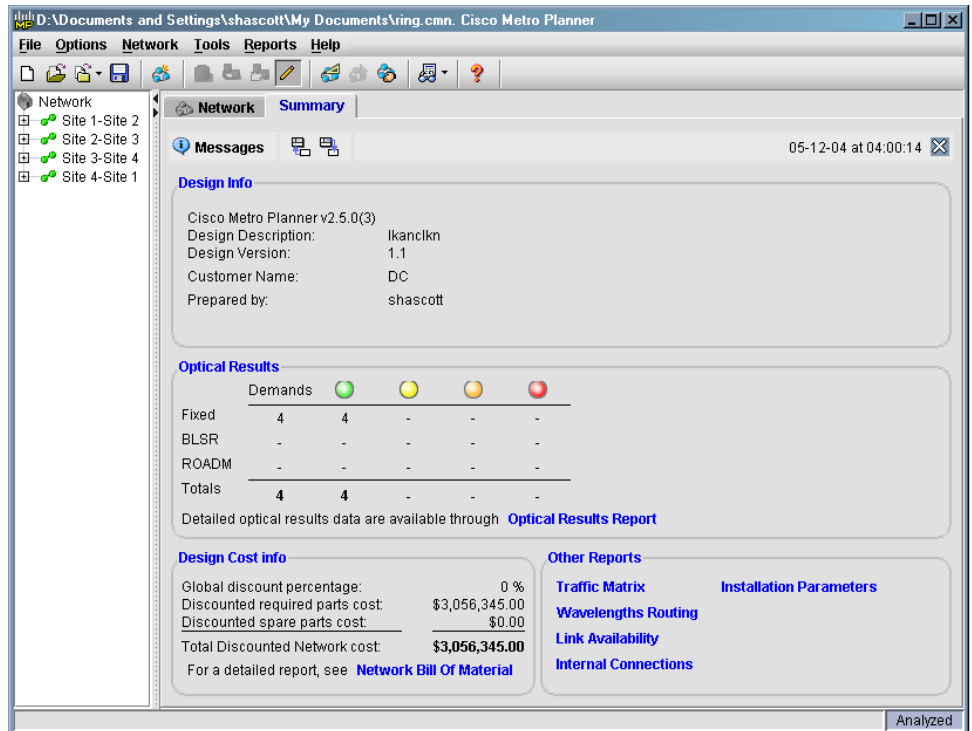 D:\Documents and Settings\shascott\My Documents\ring.cmn. Cisco Metro Planner
File Options Network Tools Reports Help
Network
Site 1-Site 2
Site 2-Site 3
Site 3-Site 4
Site 4-Site 1
Network Summary
Messages 05-12-04 at 04:00:14
Design Info
Cisco Metro Planner v2.5.0(3)
Design Description: lkanclkn
Design Version: 1.1
Customer Name: DC
Prepared by: shascott
Optical Results
Demands
Fixed 4 4 - - -
BLSR - - - - -
ROADM - - - - -
Totals 4 4 - - -
Detailed optical results data are available through Optical Results Report
Design Cost info
Global discount percentage: 0 %
Discounted required parts cost: $3,056,345.00
Discounted spare parts cost: $0.00
Total Discounted Network cost: $3,056,345.00
For a detailed report, see Network Bill Of Material
Other Reports
Traffic Matrix Installation Parameters
Wavelengths Routing
Link Availability
Internal Connections
Analyzed